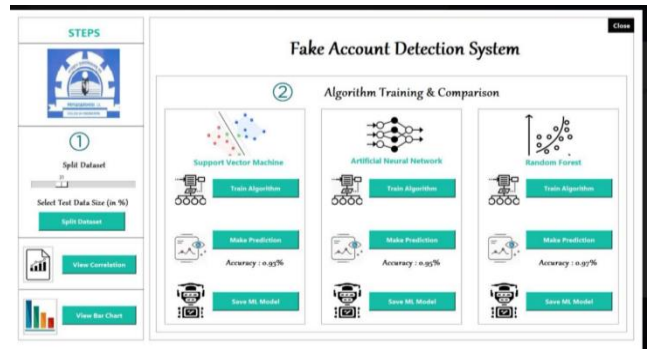 STEPS
①
Split Dataset
Select Test Data Size (in %)
Split Dataset
View Correlation
View Bar Chart
Close
Fake Account Detection System
② Algorithm Training & Comparison
Support Vector Machine
Train Algorithm
Make Prediction
Accuracy : 0.93%
Save ML Model
Artificial Neural Network
Train Algorithm
Make Prediction
Accuracy : 0.95%
Save ML Model
Random Forest
Train Algorithm
Make Prediction
Accuracy : 0.97%
Save ML Model